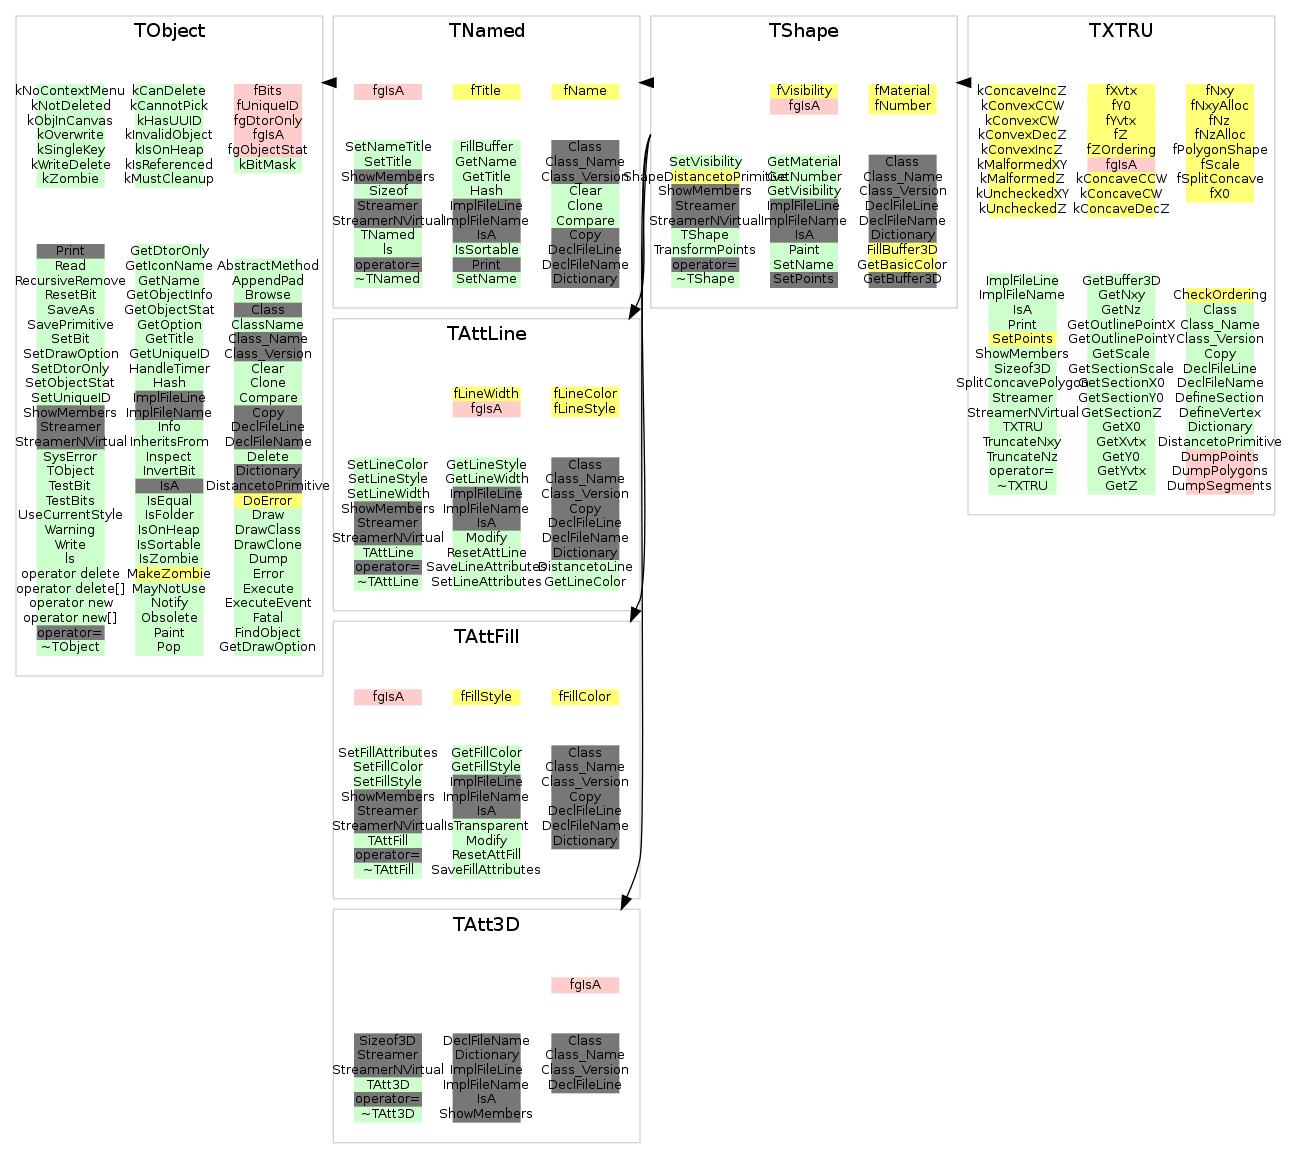 TObject
kNoContextMenu kCanDelete fBits
kNotDeleted kCannotPick fUniqueID
kObjInCanvas kHasUUID fgDtorOnly
kOverwrite kInvalidObject fgIsA
kSingleKey kIsOnHeap fgObjectStat
kWriteDelete kIsReferenced kBitMask
kZombie kMustCleanup
Print GetDtorOnly
Read GetIconName AbstractMethod
RecursiveRemove GetName AppendPad
ResetBit GetObjectInfo Browse
SaveAs GetObjectStat Class
SavePrimitive GetOption ClassName
SetBit GetTitle Class_Name
SetDrawOption GetUniqueID Class_Version
SetDtorOnly HandleTimer Clear
SetObjectStat Hash Clone
SetUniqueID ImplFileLine Compare
ShowMembers ImplFileName Copy
Streamer Info DeclFileLine
StreamerNVirtual InheritsFrom DeclFileName
SysError Inspect Delete
TObject InvertBit Dictionary
TestBit IsA DistancetoPrimitive
TestBits IsEqual DoError
UseCurrentStyle IsFolder Draw
Warning IsOnHeap DrawClass
Write IsSortable DrawClone
ls IsZombie Dump
operator delete MakeZombie Error
operator delete[] MayNotUse Execute
operator new Notify ExecuteEvent
operator new[] Obsolete Fatal
operator= Paint FindObject
~TObject Pop GetDrawOption
TNamed
fgIsA fTitle fName
SetNameTitle FillBuffer Class
SetTitle GetName Class_Name
ShowMembers GetTitle Class_Version
Sizeof Hash Clear
Streamer ImplFileLine Clone
StreamerNVirtual ImplFileName Compare
TNamed IsA Copy
ls IsSortable DeclFileLine
operator= Print DeclFileName
~TNamed SetName Dictionary
TAttLine
fLineWidth fLineColor
fgIsA fLineStyle
SetLineColor GetLineStyle Class
SetLineStyle GetLineWidth Class_Name
SetLineWidth ImplFileLine Class_Version
ShowMembers ImplFileName Copy
Streamer IsA DeclFileLine
StreamerNVirtual Modify DeclFileName
TAttLine ResetAttLine Dictionary
operator= SaveLineAttributes DistancetoLine
~TAttLine SetLineAttributes GetLineColor
TAttFill
fgIsA fFillStyle fFillColor
SetFillAttributes GetFillColor Class
SetFillColor GetFillStyle Class_Name
SetFillStyle ImplFileLine Class_Version
ShowMembers ImplFileName Copy
Streamer IsA DeclFileLine
StreamerNVirtual IsTransparent DeclFileName
TAttFill Modify Dictionary
operator= ResetAttFill
~TAttFill SaveFillAttributes
TAtt3D
fgIsA
Sizeof3D DeclFileName Class
Streamer Dictionary Class_Name
StreamerNVirtual ImplFileLine Class_Version
TAtt3D ImplFileName DeclFileLine
operator= IsA
~TAtt3D ShowMembers
TShape
fVisibility fMaterial
fgIsA fNumber
SetVisibility GetMaterial Class
ShapeDistancetoPrimitive GetNumber Class_Name
ShowMembers GetVisibility Class_Version
Streamer ImplFileLine DeclFileLine
StreamerNVirtual ImplFileName DeclFileName
TShape IsA Dictionary
TransformPoints Paint FillBuffer3D
operator= SetName GetBasicColor
~TShape SetPoints GetBuffer3D
TXTRU
kConcaveIncZ fXvtx fNxy
kConvexCCW fY0 fNxyAlloc
kConvexCW fYvtx fNz
kConvexDecZ fZ fNzAlloc
kConvexIncZ fZOrdering fPolygonShape
kMalformedXY fgIsA fScale
kMalformedZ kConcaveCCW fSplitConcave
kUncheckedXY kConcaveCW fX0
kUncheckedZ kConcaveDecZ
ImplFileLine GetBuffer3D
ImplFileName GetNxy CheckOrdering
IsA GetNz Class
Print GetOutlinePointX Class_Name
SetPoints GetOutlinePointY Class_Version
ShowMembers GetScale Copy
Sizeof3D GetSectionScale DeclFileLine
SplitConcavePolygon GetSectionX0 DeclFileName
Streamer GetSectionY0 DefineSection
StreamerNVirtual GetSectionZ DefineVertex
TXTRU GetX0 Dictionary
TruncateNxy GetXvtx DistancetoPrimitive
TruncateNz GetY0 DumpPoints
operator= GetYvtx DumpPolygons
~TXTRU GetZ DumpSegments